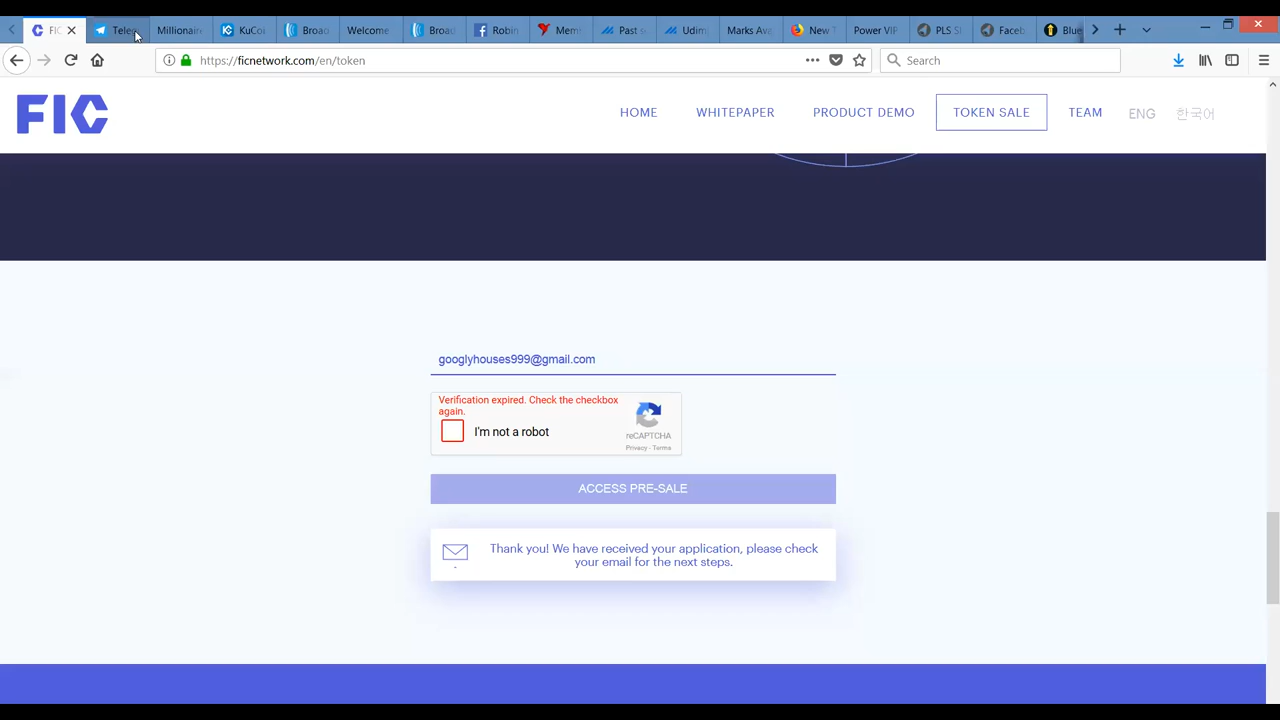 FIC
Tele
Millionair
KuCoi
Broad
Welcome
Broad
Robin
Mem
Past s
Udim
Marks Ava
New T
Power VIP
PLS S
Faceb
Blue
https://ficnetwork.com/en/token
Search
FIC
HOME
WHITEPAPER
PRODUCT DEMO
TOKEN SALE
TEAM
ENG
한국어
googlyhouses999@gmail.com
Verification expired. Check the checkbox
again.
I'm not a robot
reCAPTCHA
Privacy - Terms
ACCESS PRE-SALE
Thank you! We have received your application, please check
your email for the next steps.